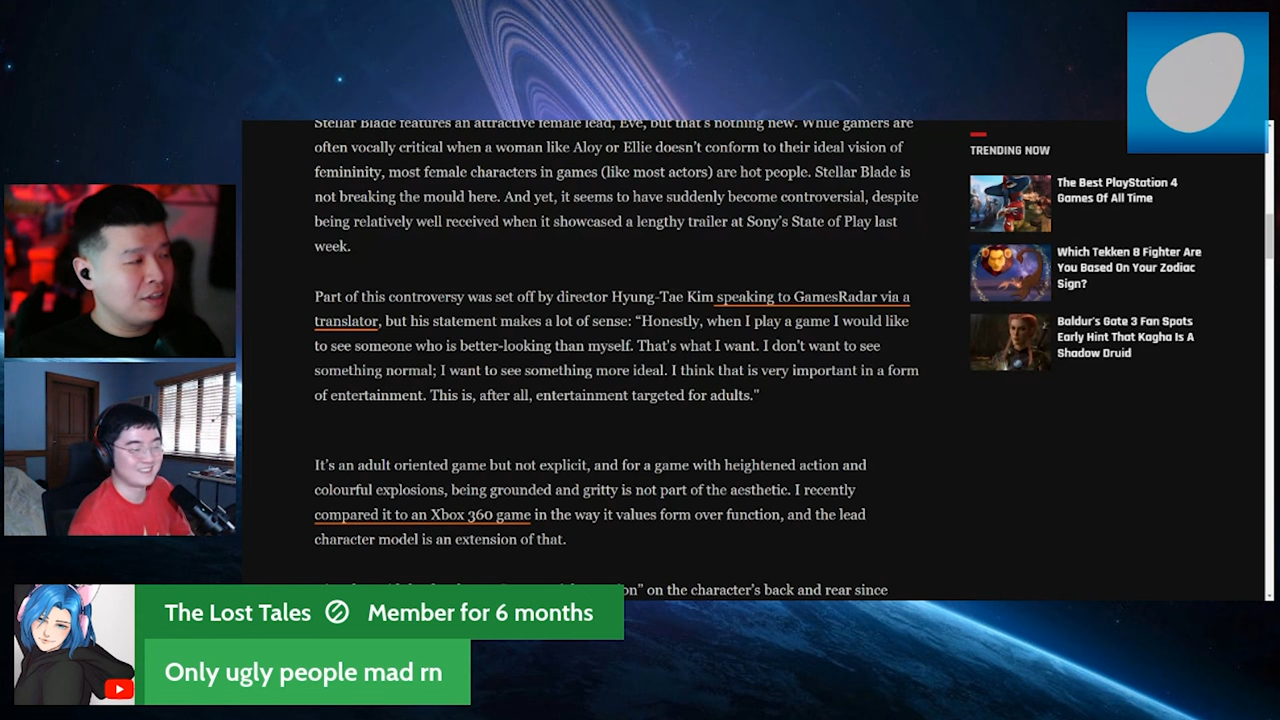 Stellar Blade features an attractive female lead, Eve, but that's nothing new. While gamers are
often vocally critical when a woman like Aloy or Ellie doesn't conform to their ideal vision of
femininity, most female characters in games (like most actors) are hot people. Stellar Blade is
not breaking the mould here. And yet, it seems to have suddenly become controversial, despite
being relatively well received when it showcased a lengthy trailer at Sony's State of Play last
week.
Part of this controversy was set off by director Hyung-Tae Kim speaking to GamesRadar via a
translator, but his statement makes a lot of sense: “Honestly, when I play a game I would like
to see someone who is better-looking than myself. That's what I want. I don't want to see
something normal; I want to see something more ideal. I think that is very important in a form
of entertainment. This is, after all, entertainment targeted for adults."
It's an adult oriented game but not explicit, and for a game with heightened action and
colourful explosions, being grounded and gritty is not part of the aesthetic. I recently
compared it to an Xbox 360 game in the way it values form over function, and the lead
character model is an extension of that.
on” on the character's back and rear since
TRENDING NOW
The Best PlayStation 4
Games Of All Time
Which Tekken 8 Fighter Are
You Based On Your Zodiac
Sign?
Baldur's Gate 3 Fan Spots
Early Hint That Kagha Is A
Shadow Druid
The Lost Tales Member for 6 months
Only ugly people mad rn